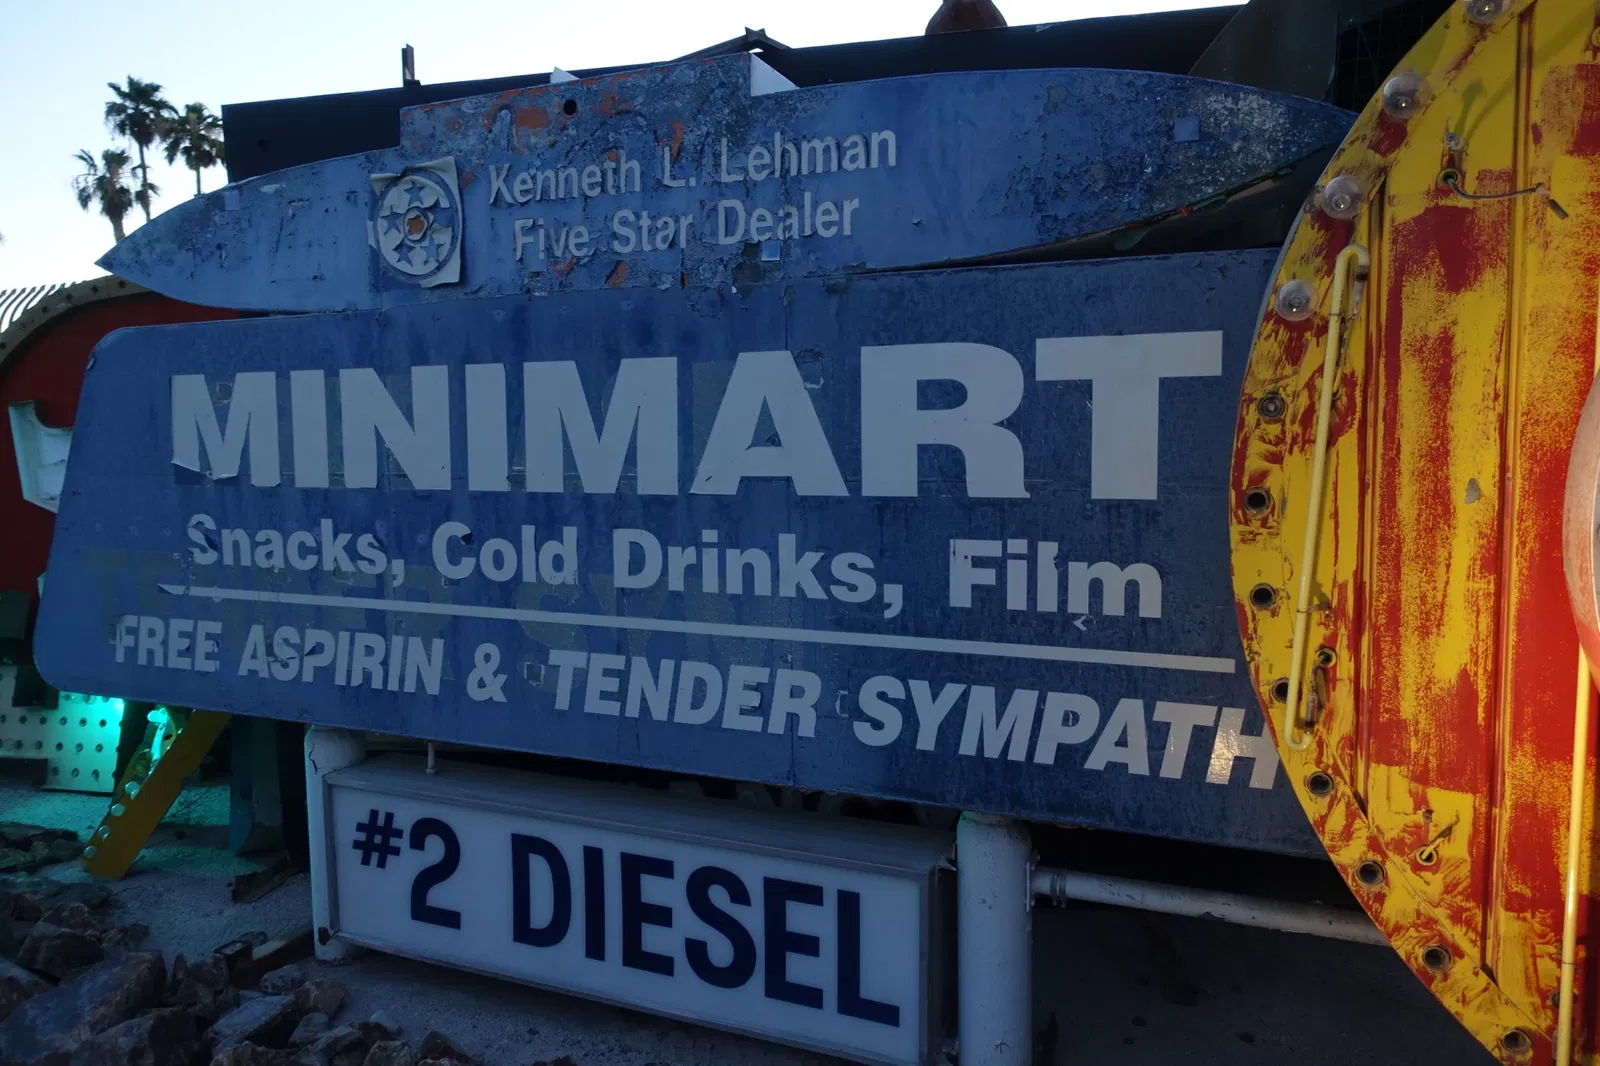 Kenneth L. Lehman
Five Star Dealer
MINIMART
Snacks, Cold Drinks, Film
FREE ASPIRIN & TENDER SYMPATH
#2 DIESEL